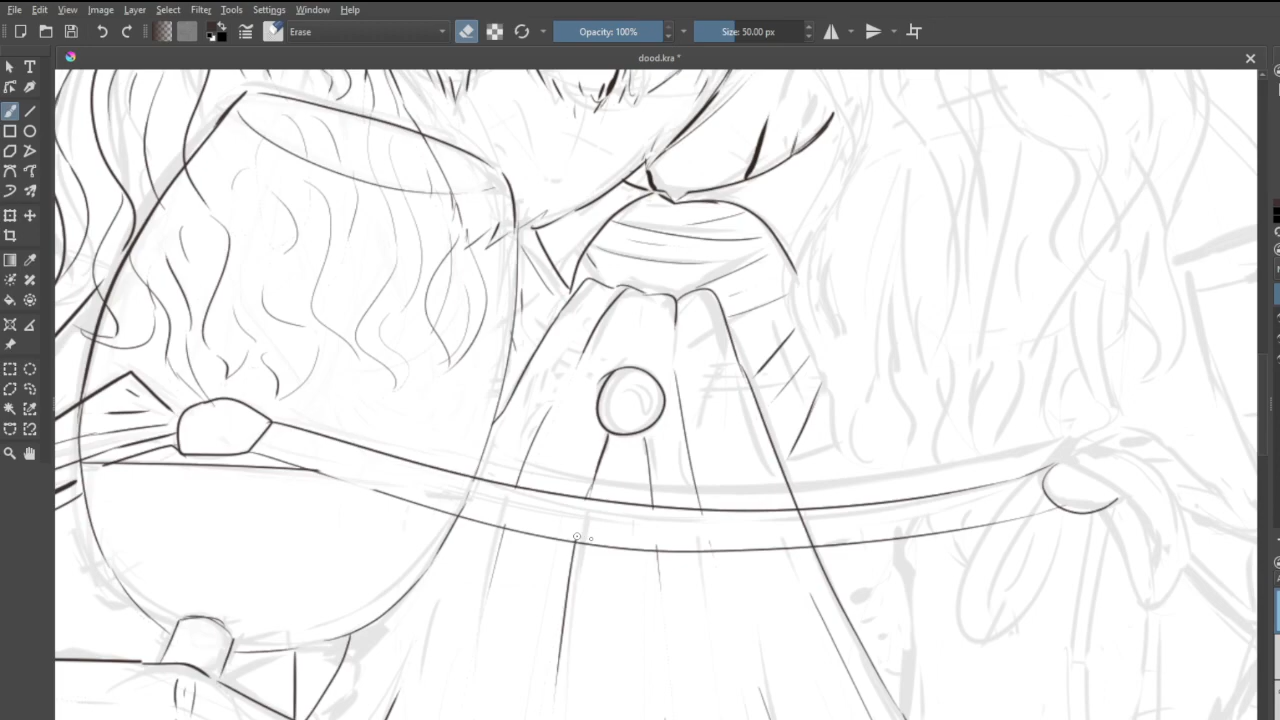 File Edit View Image Layer Select Filter Tools Settings Window Help
Erase Opacity: 100% Size: 50.00 px
dood.kra *
T